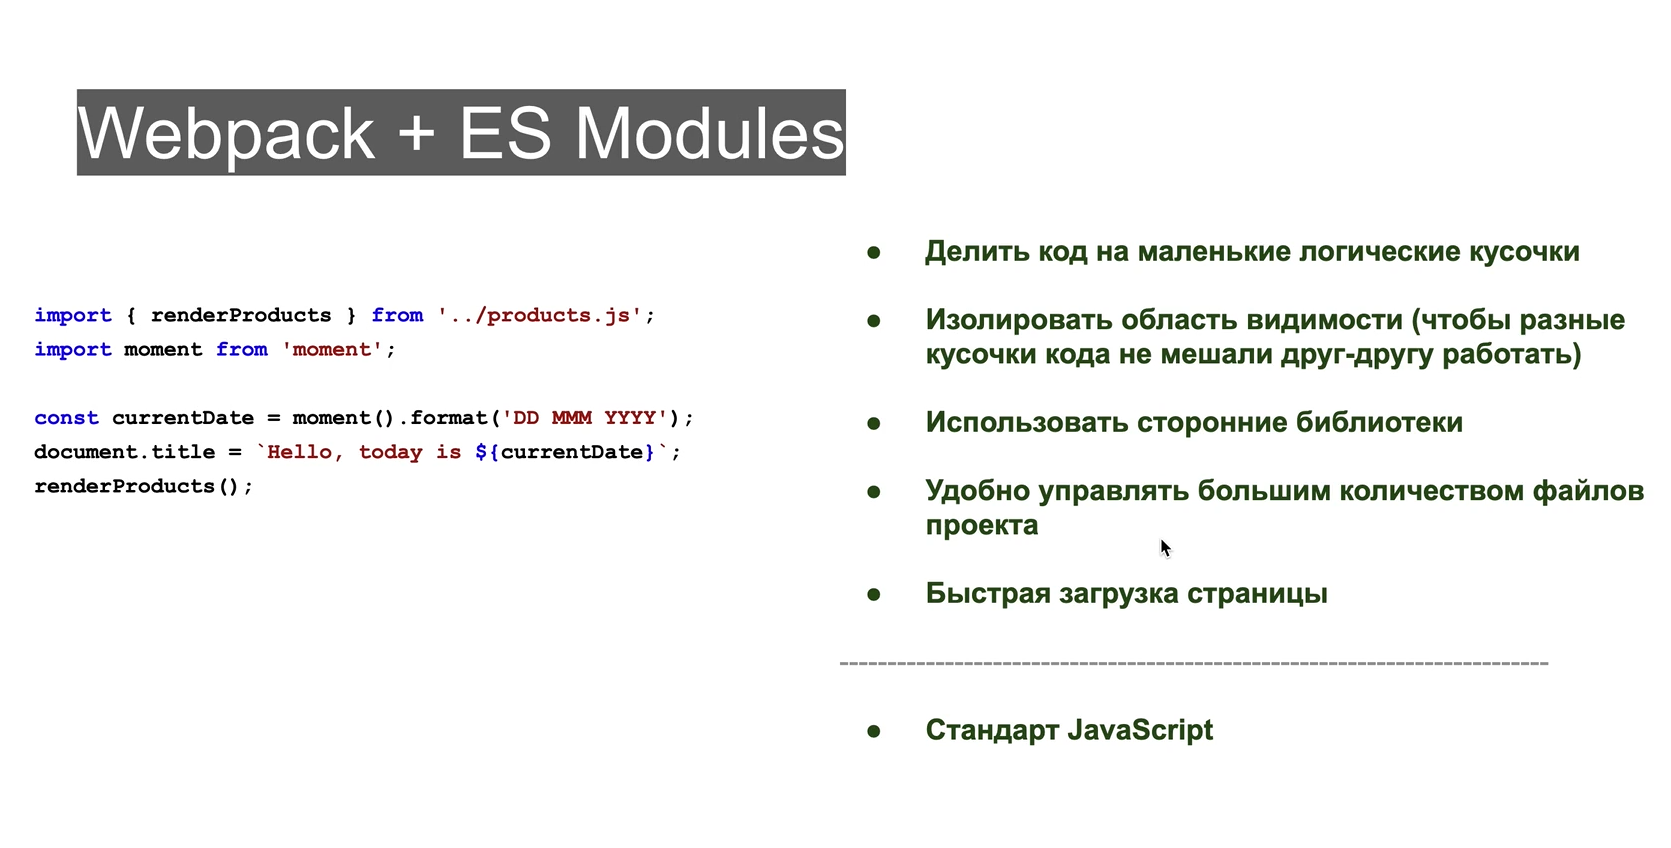 Webpack + ES Modules
import { renderProducts } from '../products.js';
import moment from 'moment';
const currentDate = moment().format('DD MMM YYYY');
document.title = `Hello, today is ${currentDate}`;
renderProducts();
● Делить код на маленькие логические кусочки
● Изолировать область видимости (чтобы разные
кусочки кода не мешали друг-другу работать)
● Использовать сторонние библиотеки
● Удобно управлять большим количеством файлов
проекта
● Быстрая загрузка страницы
● Стандарт JavaScript